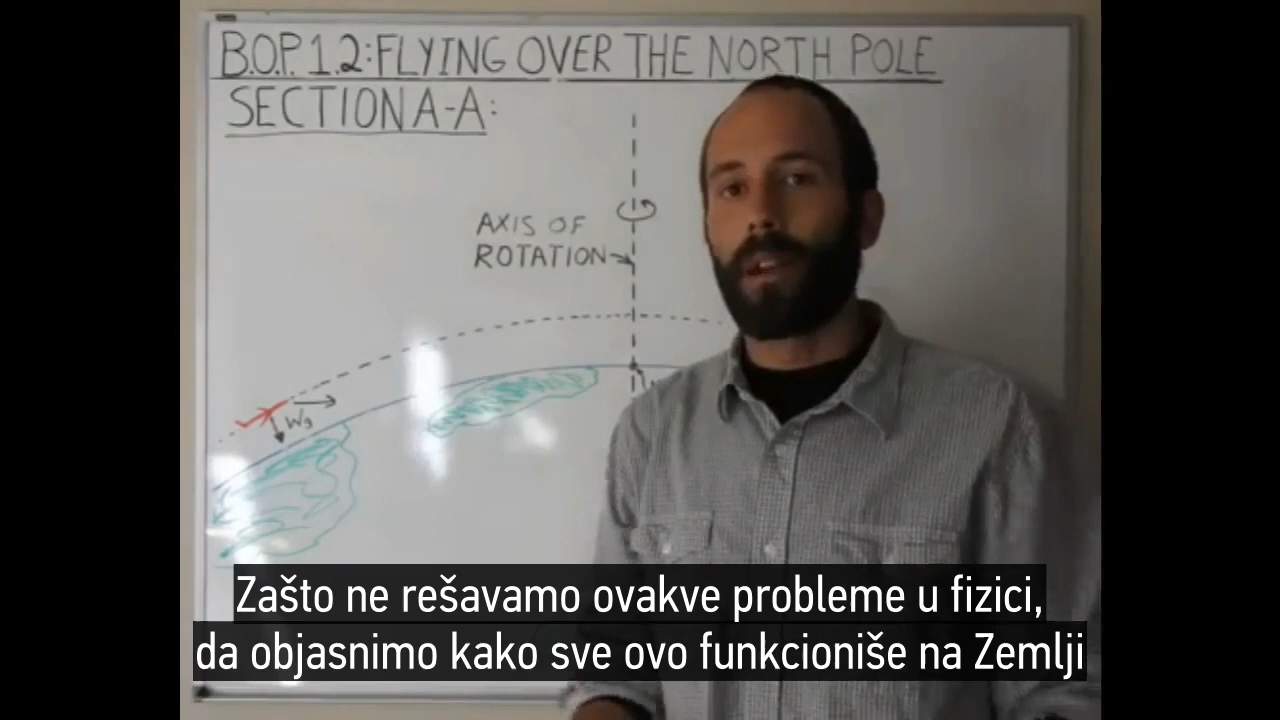 B.O.P. 1.2: FLYING OVER THE NORTH POLE
SECTION A-A:
AXIS OF
ROTATION
Wg
Zašto ne rešavamo ovakve probleme u fizici,
da objasnimo kako sve ovo funkcioniše na Zemlji